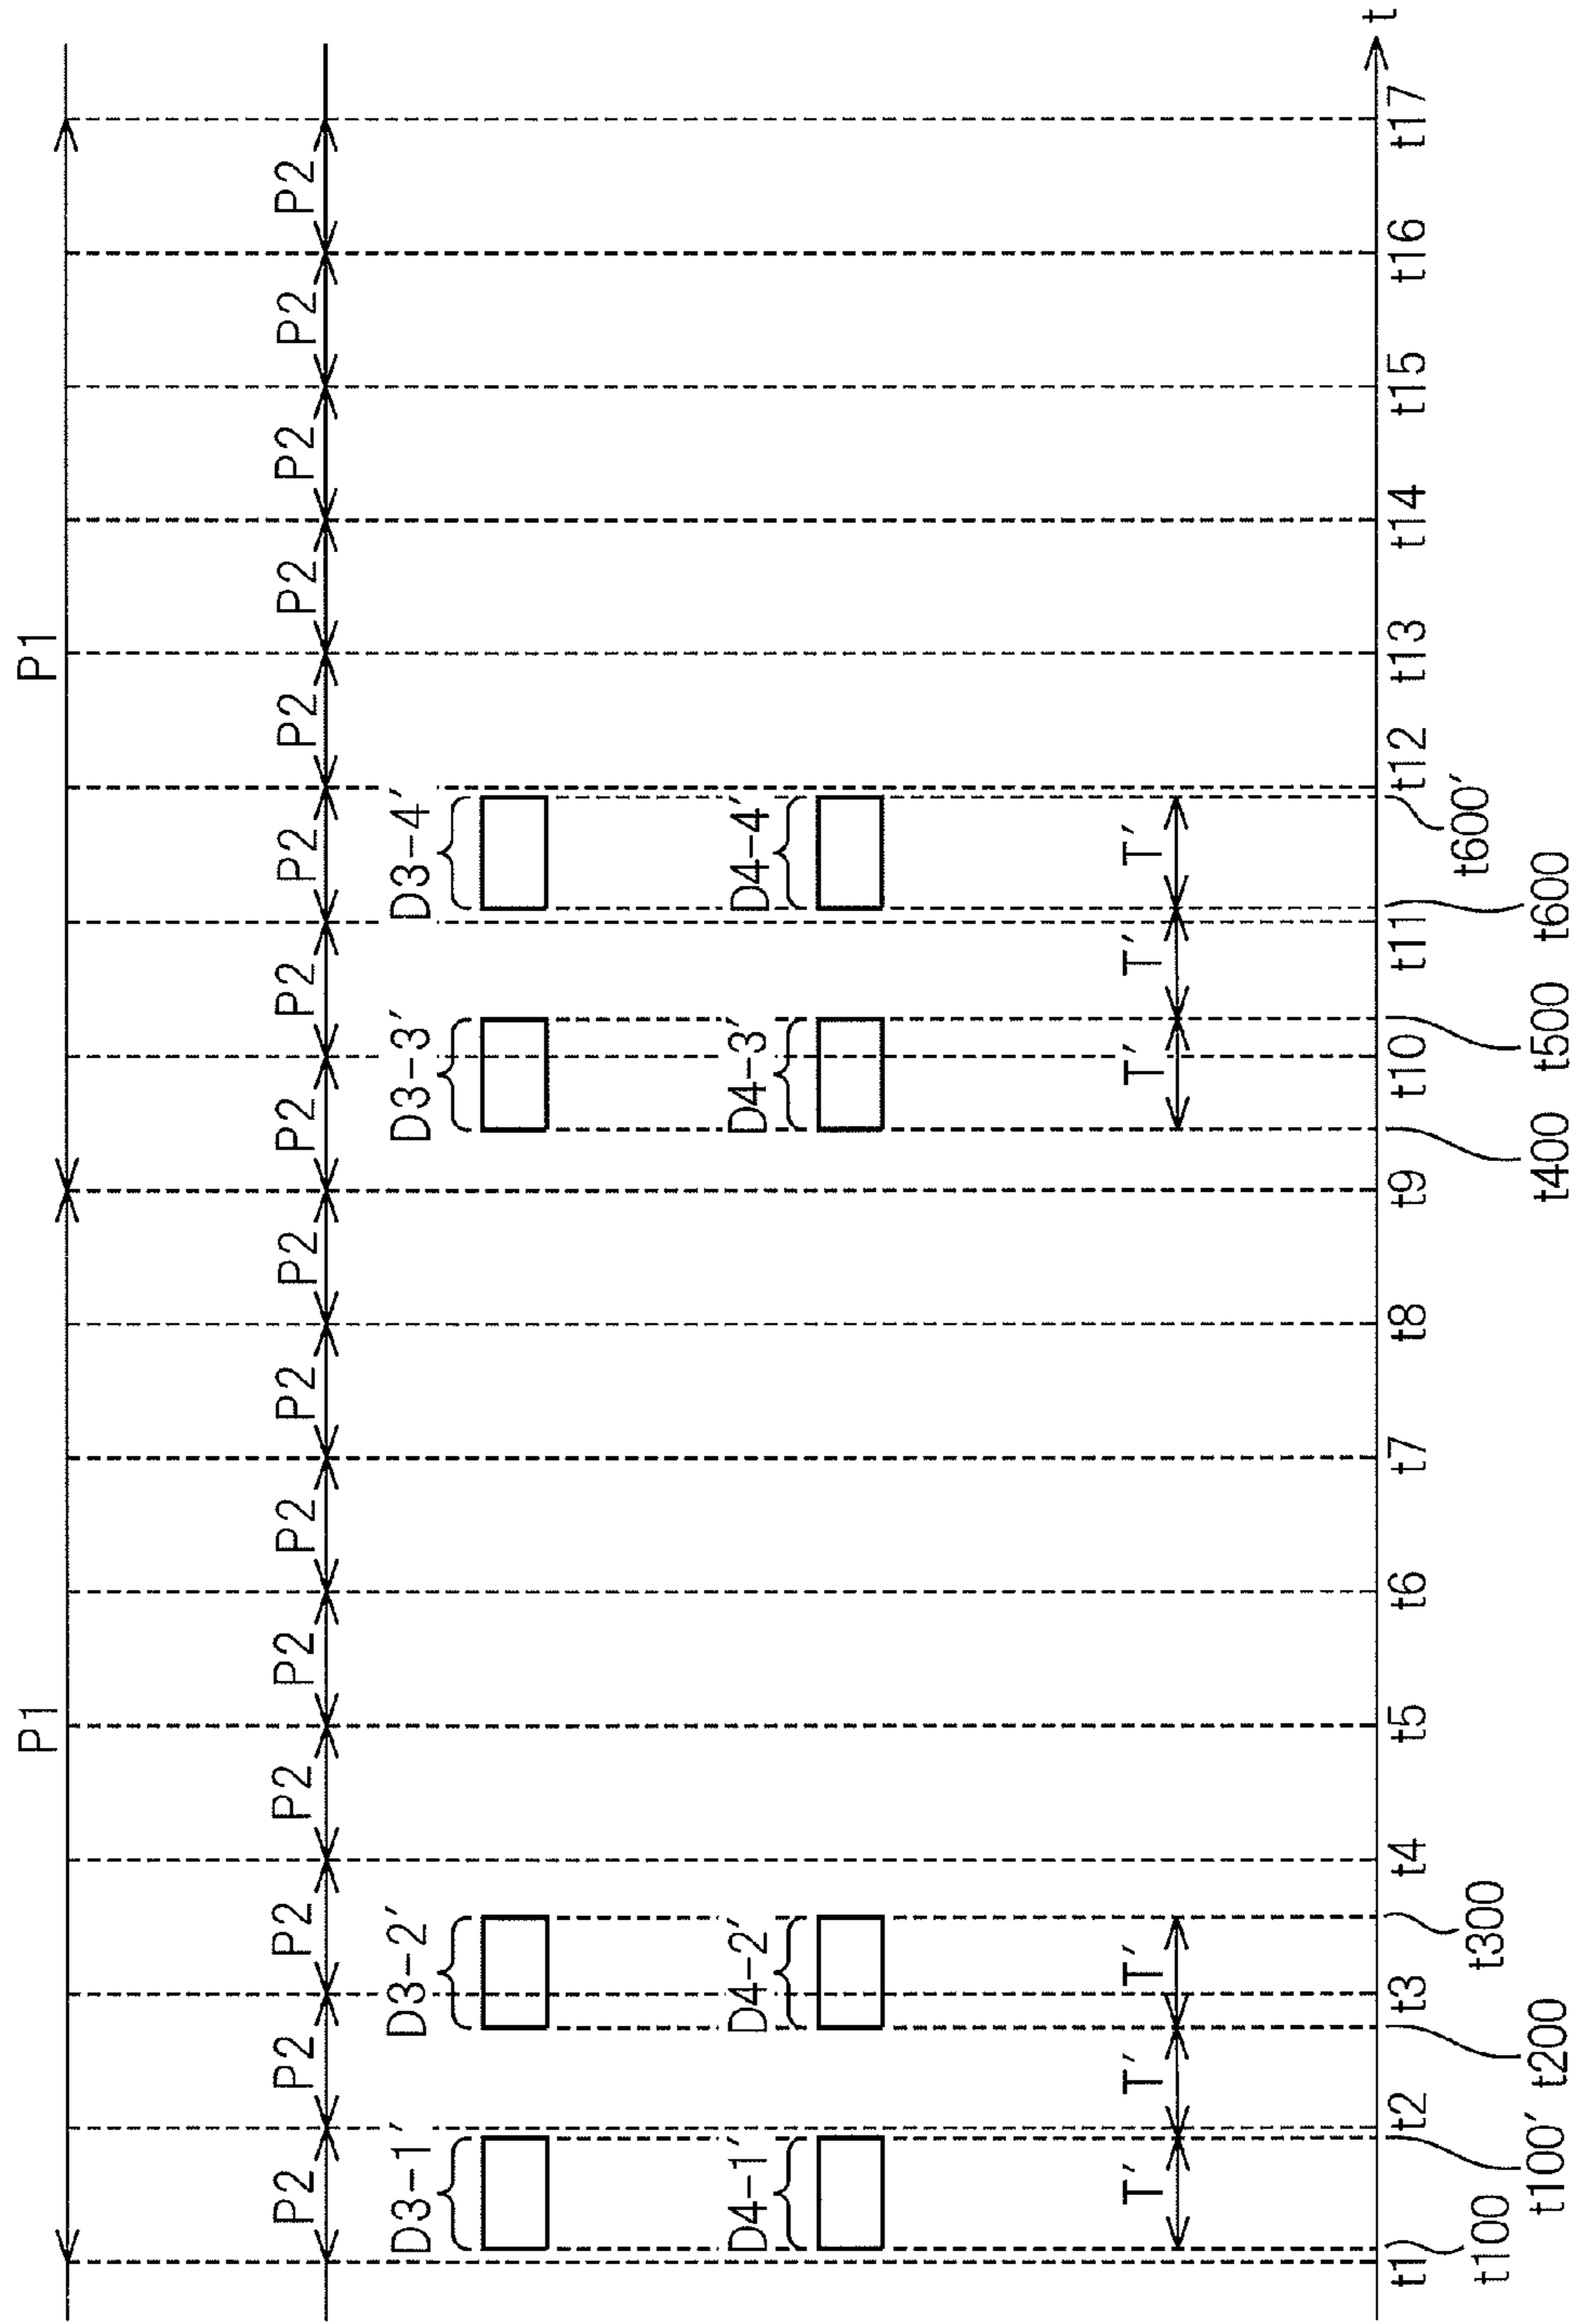 P1 P1
P2 P2 P2 P2 P2 P2 P2 P2 P2 P2 P2 P2 P2 P2 P2 P2
D3-1′ D3-2′ D3-3′ D3-4′
D4-1′ D4-2′ D4-3′ D4-4′
T′ T′ T′ T′ T′ T′
t
t1 t2 t3 t4 t5 t6 t7 t8 t9 t10 t11 t12 t13 t14 t15 t16 t17
t100 t300 t600′
t100′ t200 t400 t500 t600